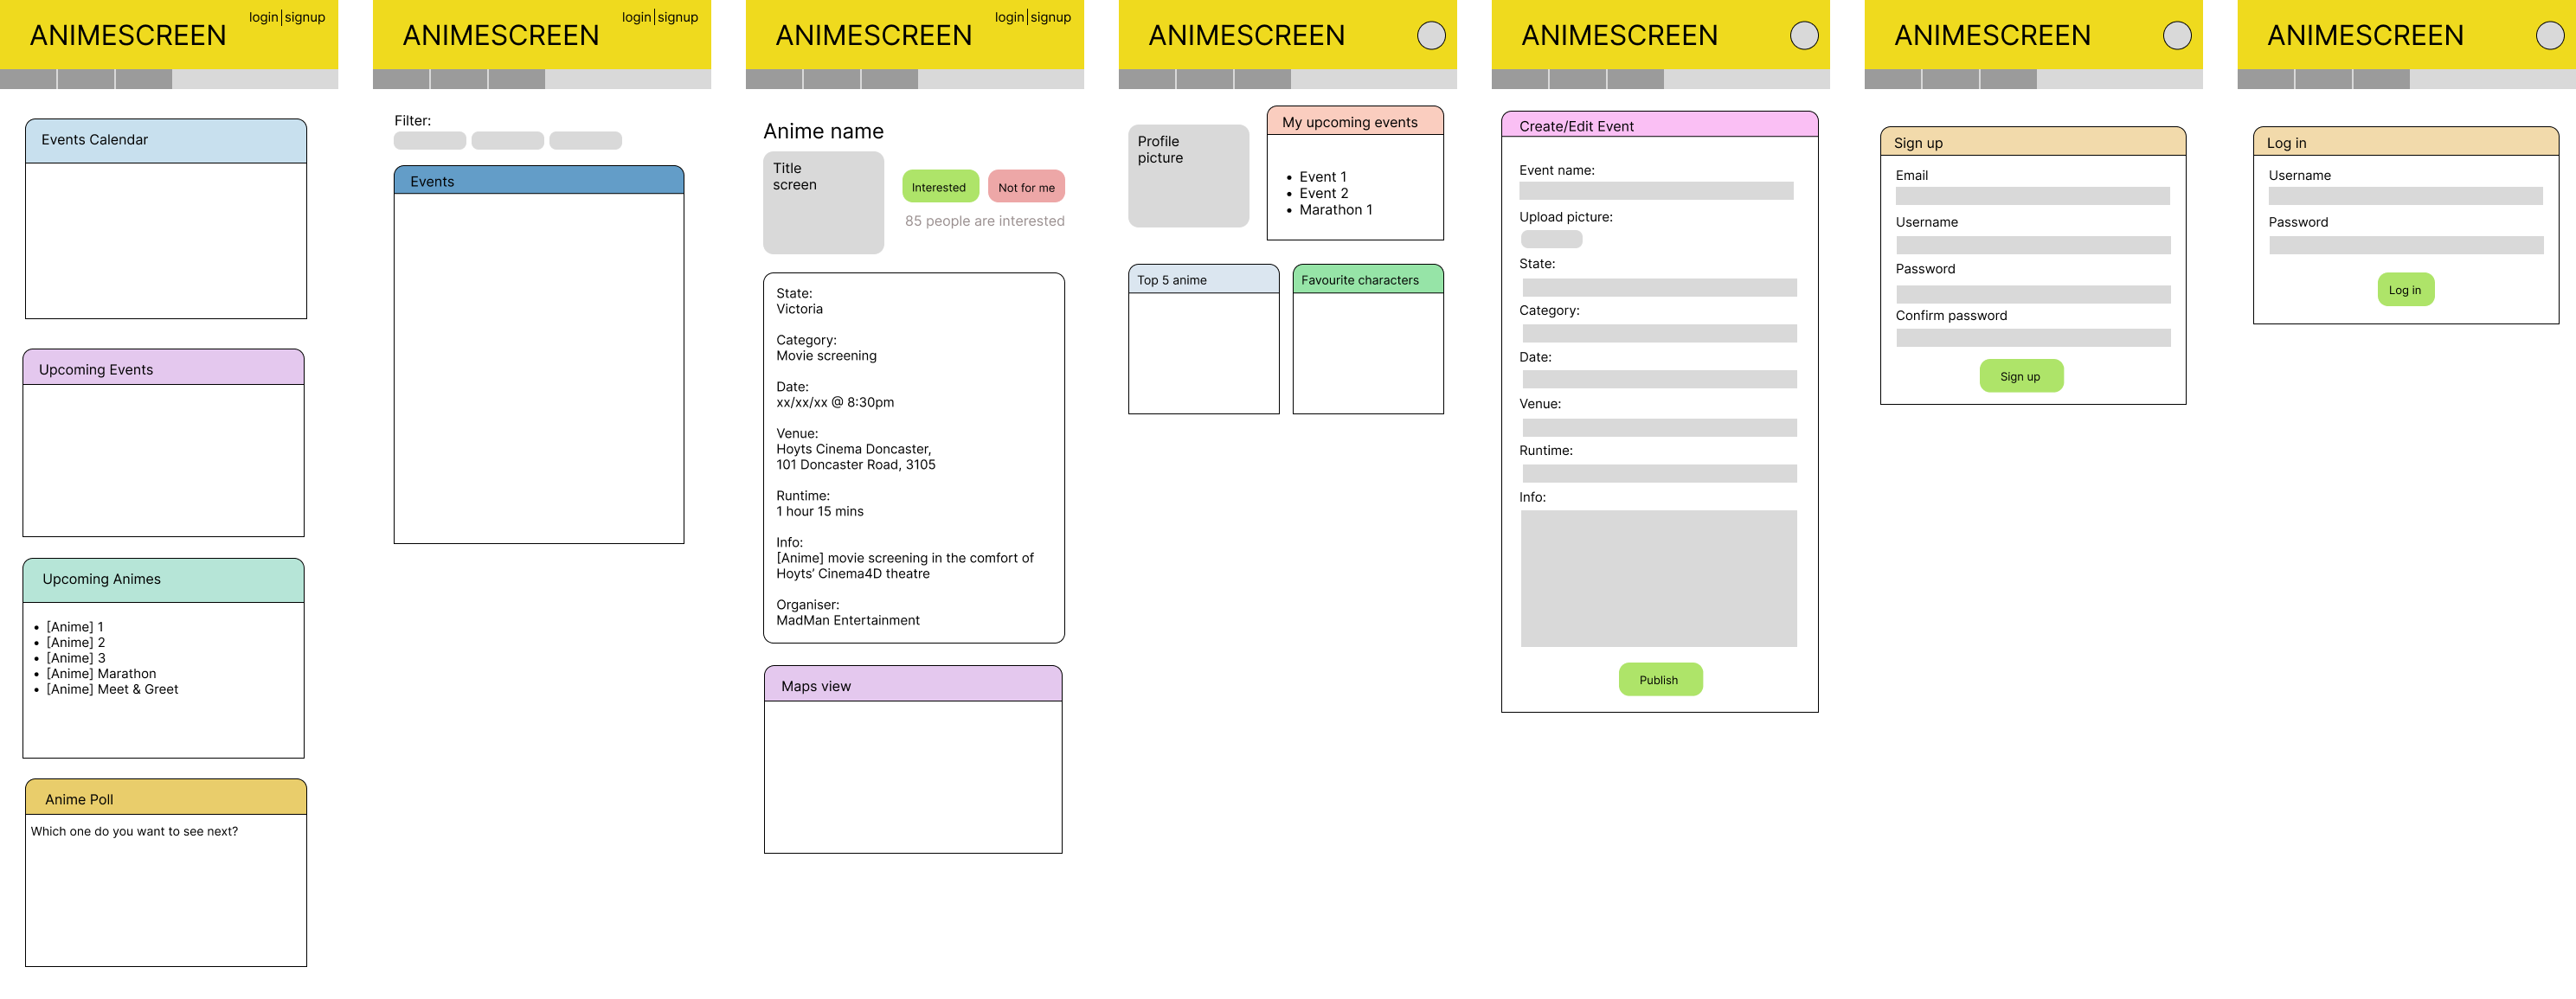 login|signup
ANIMESCREEN
Events Calendar
Upcoming Events
Upcoming Animes
• [Anime] 1
• [Anime] 2
• [Anime] 3
• [Anime] Marathon
• [Anime] Meet & Greet
Anime Poll
Which one do you want to see next?
login|signup
ANIMESCREEN
Filter:
Events
login|signup
ANIMESCREEN
Anime name
Title
screen
Interested
Not for me
85 people are interested
State:
Victoria
Category:
Movie screening
Date:
xx/xx/xx @ 8:30pm
Venue:
Hoyts Cinema Doncaster,
101 Doncaster Road, 3105
Runtime:
1 hour 15 mins
Info:
[Anime] movie screening in the comfort of
Hoyts’ Cinema4D theatre
Organiser:
MadMan Entertainment
Maps view
ANIMESCREEN
Profile
picture
My upcoming events
• Event 1
• Event 2
• Marathon 1
Top 5 anime
Favourite characters
ANIMESCREEN
Create/Edit Event
Event name:
Upload picture:
State:
Category:
Date:
Venue:
Runtime:
Info:
Publish
ANIMESCREEN
Sign up
Email
Username
Password
Confirm password
Sign up
ANIMESCREEN
Log in
Username
Password
Log in